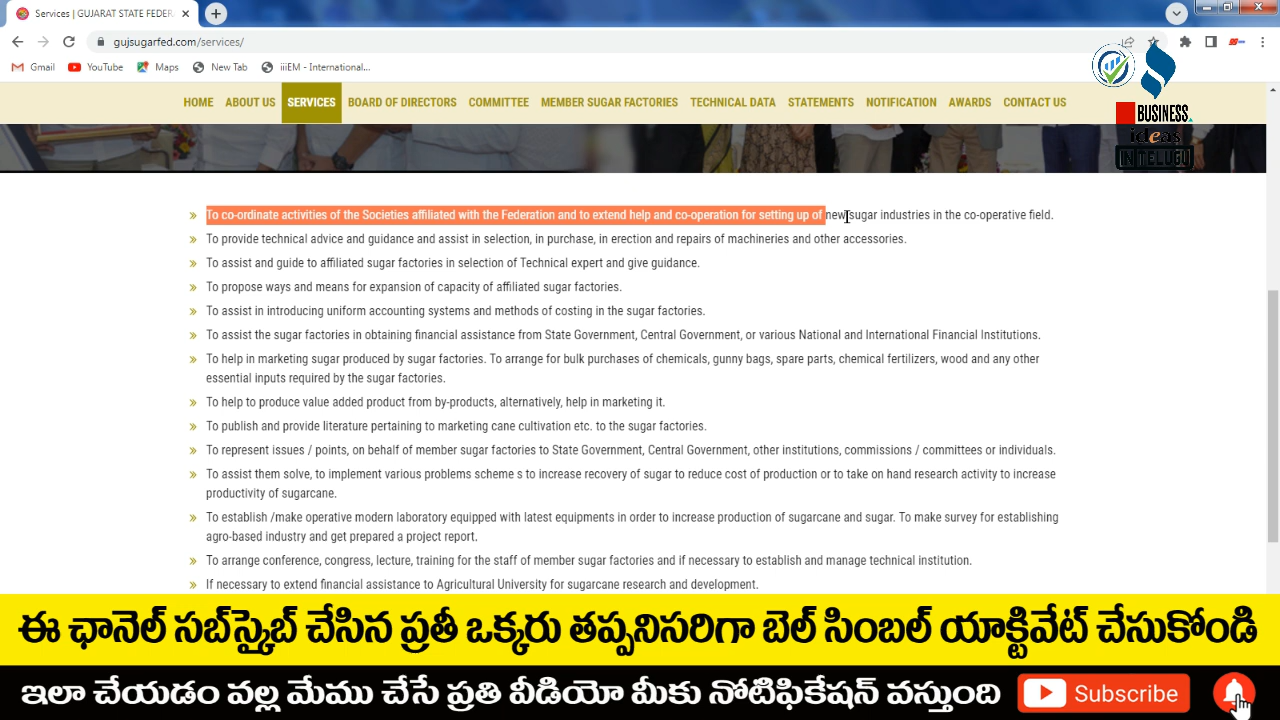 Services | GUJARAT STATE FEDER
gujsugarfed.com/services/
Gmail YouTube Maps New Tab iiiEM - International...
HOME ABOUT US SERVICES BOARD OF DIRECTORS COMMITTEE MEMBER SUGAR FACTORIES TECHNICAL DATA STATEMENTS NOTIFICATION AWARDS CONTACT US
BUSINESS
ideas
IN TELUGU
To co-ordinate activities of the Societies affiliated with the Federation and to extend help and co-operation for setting up of new sugar industries in the co-operative field.
To provide technical advice and guidance and assist in selection, in purchase, in erection and repairs of machineries and other accessories.
To assist and guide to affiliated sugar factories in selection of Technical expert and give guidance.
To propose ways and means for expansion of capacity of affiliated sugar factories.
To assist in introducing uniform accounting systems and methods of costing in the sugar factories.
To assist the sugar factories in obtaining financial assistance from State Government, Central Government, or various National and International Financial Institutions.
To help in marketing sugar produced by sugar factories. To arrange for bulk purchases of chemicals, gunny bags, spare parts, chemical fertilizers, wood and any other
essential inputs required by the sugar factories.
To help to produce value added product from by-products, alternatively, help in marketing it.
To publish and provide literature pertaining to marketing cane cultivation etc. to the sugar factories.
To represent issues / points, on behalf of member sugar factories to State Government, Central Government, other institutions, commissions / committees or individuals.
To assist them solve, to implement various problems scheme s to increase recovery of sugar to reduce cost of production or to take on hand research activity to increase
productivity of sugarcane.
To establish /make operative modern laboratory equipped with latest equipments in order to increase production of sugarcane and sugar. To make survey for establishing
agro-based industry and get prepared a project report.
To arrange conference, congress, lecture, training for the staff of member sugar factories and if necessary to establish and manage technical institution.
If necessary to extend financial assistance to Agricultural University for sugarcane research and development.
ఈ ఛానెల్ సబ్‌స్క్రైబ్ చేసిన ప్రతీ ఒక్కరు తప్పనిసరిగా బెల్ సింబల్ యాక్టివేట్ చేసుకోండి
ఇలా చేయడం వల్ల మేము చేసే ప్రతి వీడియో మీకు నోటిఫికేషన్ వస్తుంది Subscribe